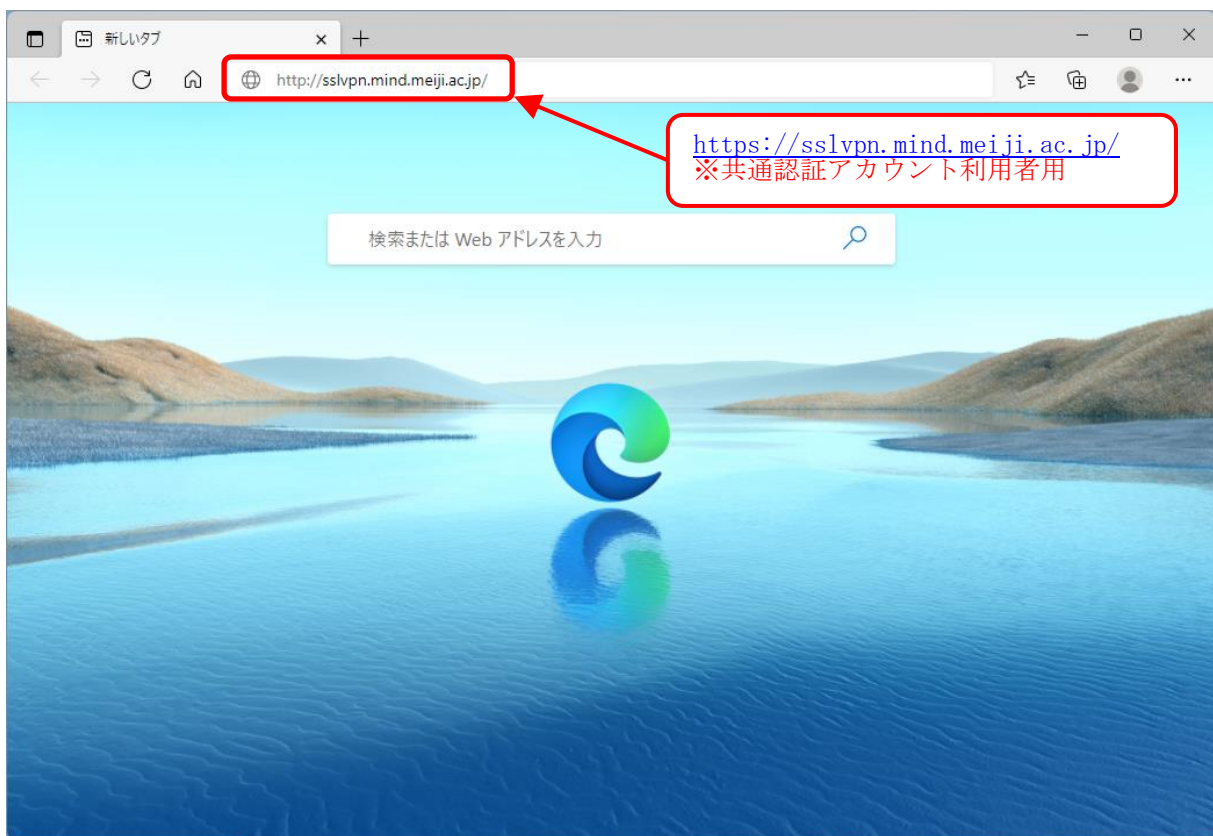 新しいタブ
http://sslvpn.mind.meiji.ac.jp/
https://sslvpn.mind.meiji.ac.jp/
※共通認証アカウント利用者用
検索または Web アドレスを入力